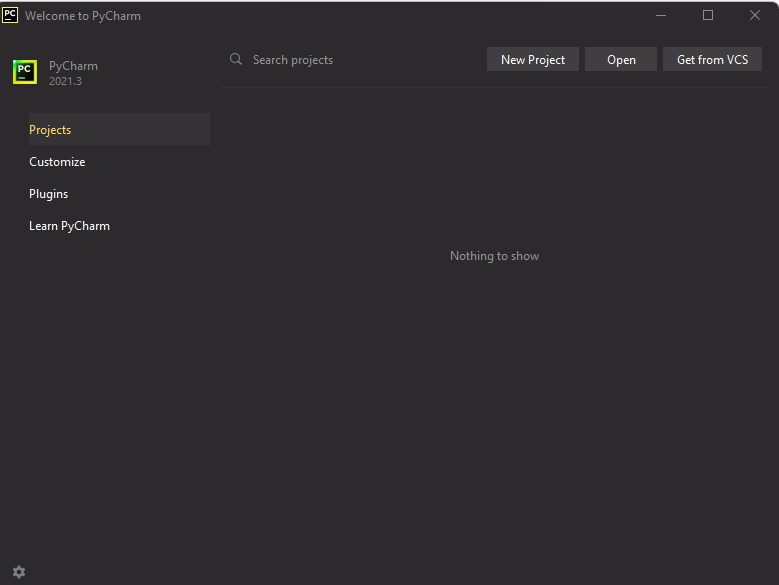 PC Welcome to PyCharm
PC PyCharm
2021.3
Search projects
New Project
Open
Get from VCS
Projects
Customize
Plugins
Learn PyCharm
Nothing to show